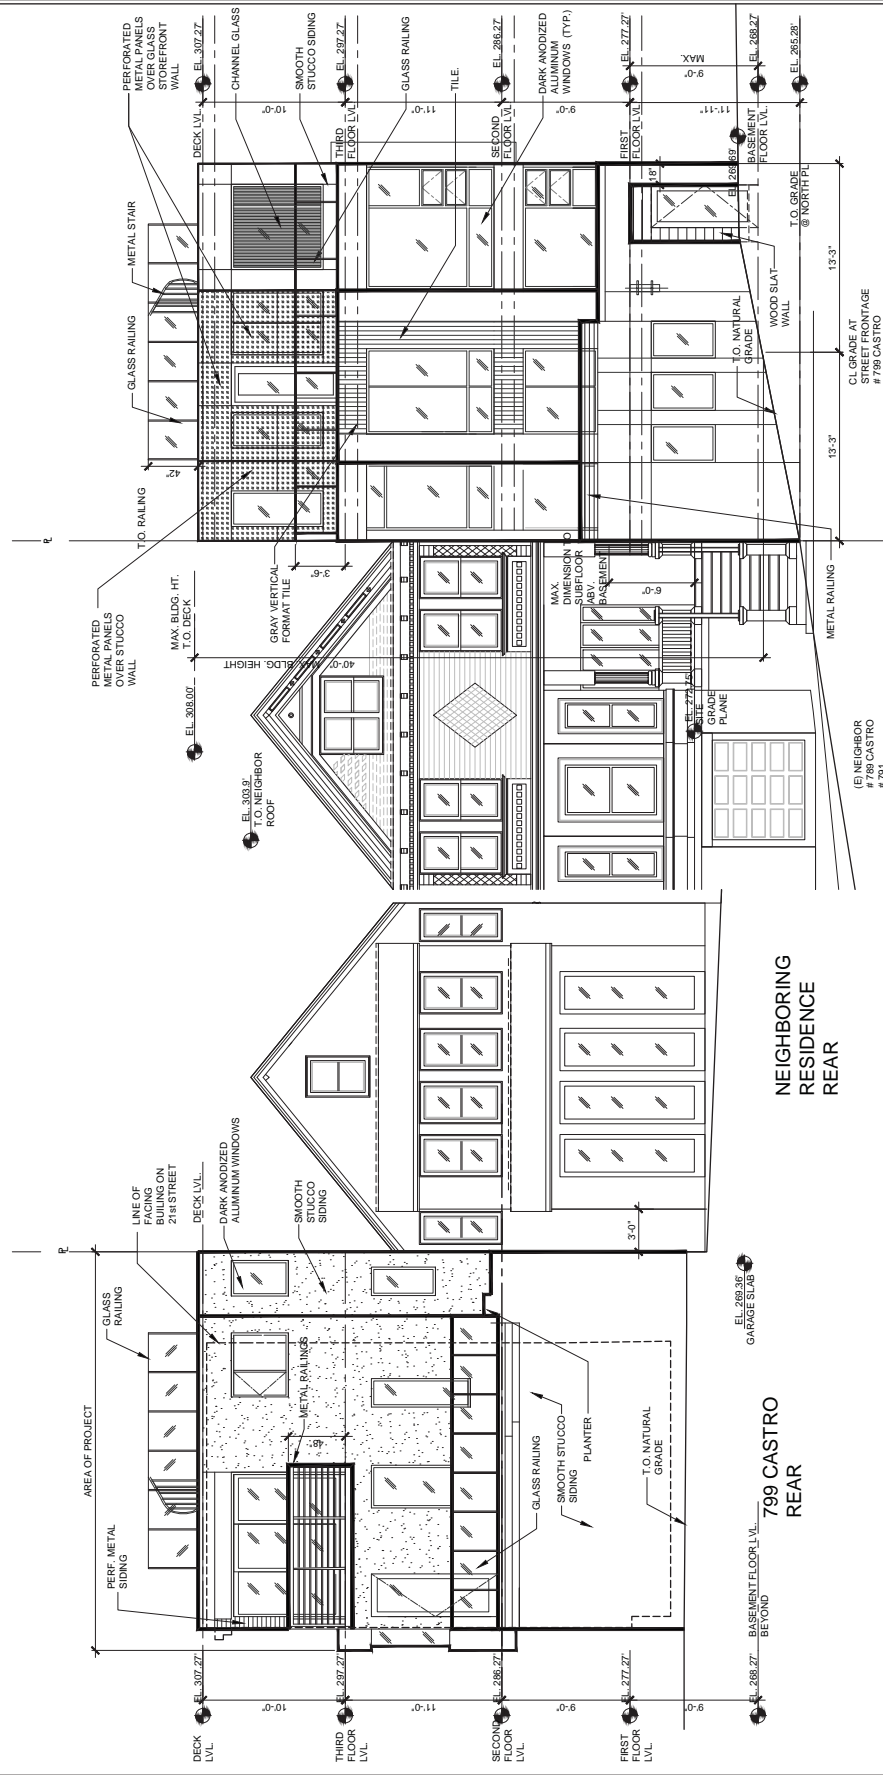 PERFORATED
METAL PANELS
OVER GLASS
STOREFRONT
WALL
CHANNEL GLASS
SMOOTH
STUCCO SIDING
GLASS RAILING
TILE.
DARK ANODIZED
ALUMINUM
WINDOWS (TYP.)
DECK LVL.
EL. 307.27'
10'-0"
THIRD
FLOOR LVL.
EL. 297.27'
11'-0"
SECOND
FLOOR LVL.
EL. 286.27'
9'-0"
FIRST
FLOOR LVL.
EL. 277.27'
9'-0"
MAX.
11'-11"
BASEMENT
FLOOR LVL.
EL. 268.27'
EL. 265.28'
EL. 269.69'
T.O. GRADE
@ NORTH PL
18"
METAL STAIR
GLASS RAILING
42"
T.O. RAILING
WOOD SLAT
WALL
T.O. NATURAL
GRADE
13'-3"
13'-3"
CL GRADE AT
STREET FRONTAGE
# 799 CASTRO
METAL RAILING
PL
PERFORATED
METAL PANELS
OVER STUCCO
WALL
MAX. BLDG. HT.
T.O. DECK
EL. 308.00'
GRAY VERTICAL
FORMAT TILE
3'-6"
40'-0" MAX. BLDG. HEIGHT
MAX.
DIMENSION TO
SUBFLOOR
ABV.
BASEMENT
6'-0"
EL. 303.9'
T.O. NEIGHBOR
ROOF
EL. 272.75'
SITE
GRADE
PLANE
(E) NEIGHBOR
# 789 CASTRO
# 791
NEIGHBORING
RESIDENCE
REAR
PL
AREA OF PROJECT
GLASS
RAILING
LINE OF
FACING
BUILING ON
21st STREET
DECK LVL.
DARK ANODIZED
ALUMINUM WINDOWS
SMOOTH
STUCCO
SIDING
3'-0"
EL. 269.36'
GARAGE SLAB
METAL RAILINGS
48"
PERF. METAL
SIDING
GLASS RAILING
SMOOTH STUCCO
SIDING
PLANTER
T.O. NATURAL
GRADE
799 CASTRO
REAR
BASEMENT FLOOR LVL.
BEYOND
DECK
LVL.
EL. 307.27'
10'-0"
THIRD
FLOOR
LVL.
EL. 297.27'
11'-0"
SECOND
FLOOR
LVL.
EL. 286.27'
9'-0"
FIRST
FLOOR
LVL.
EL. 277.27'
9'-0"
EL. 268.27'